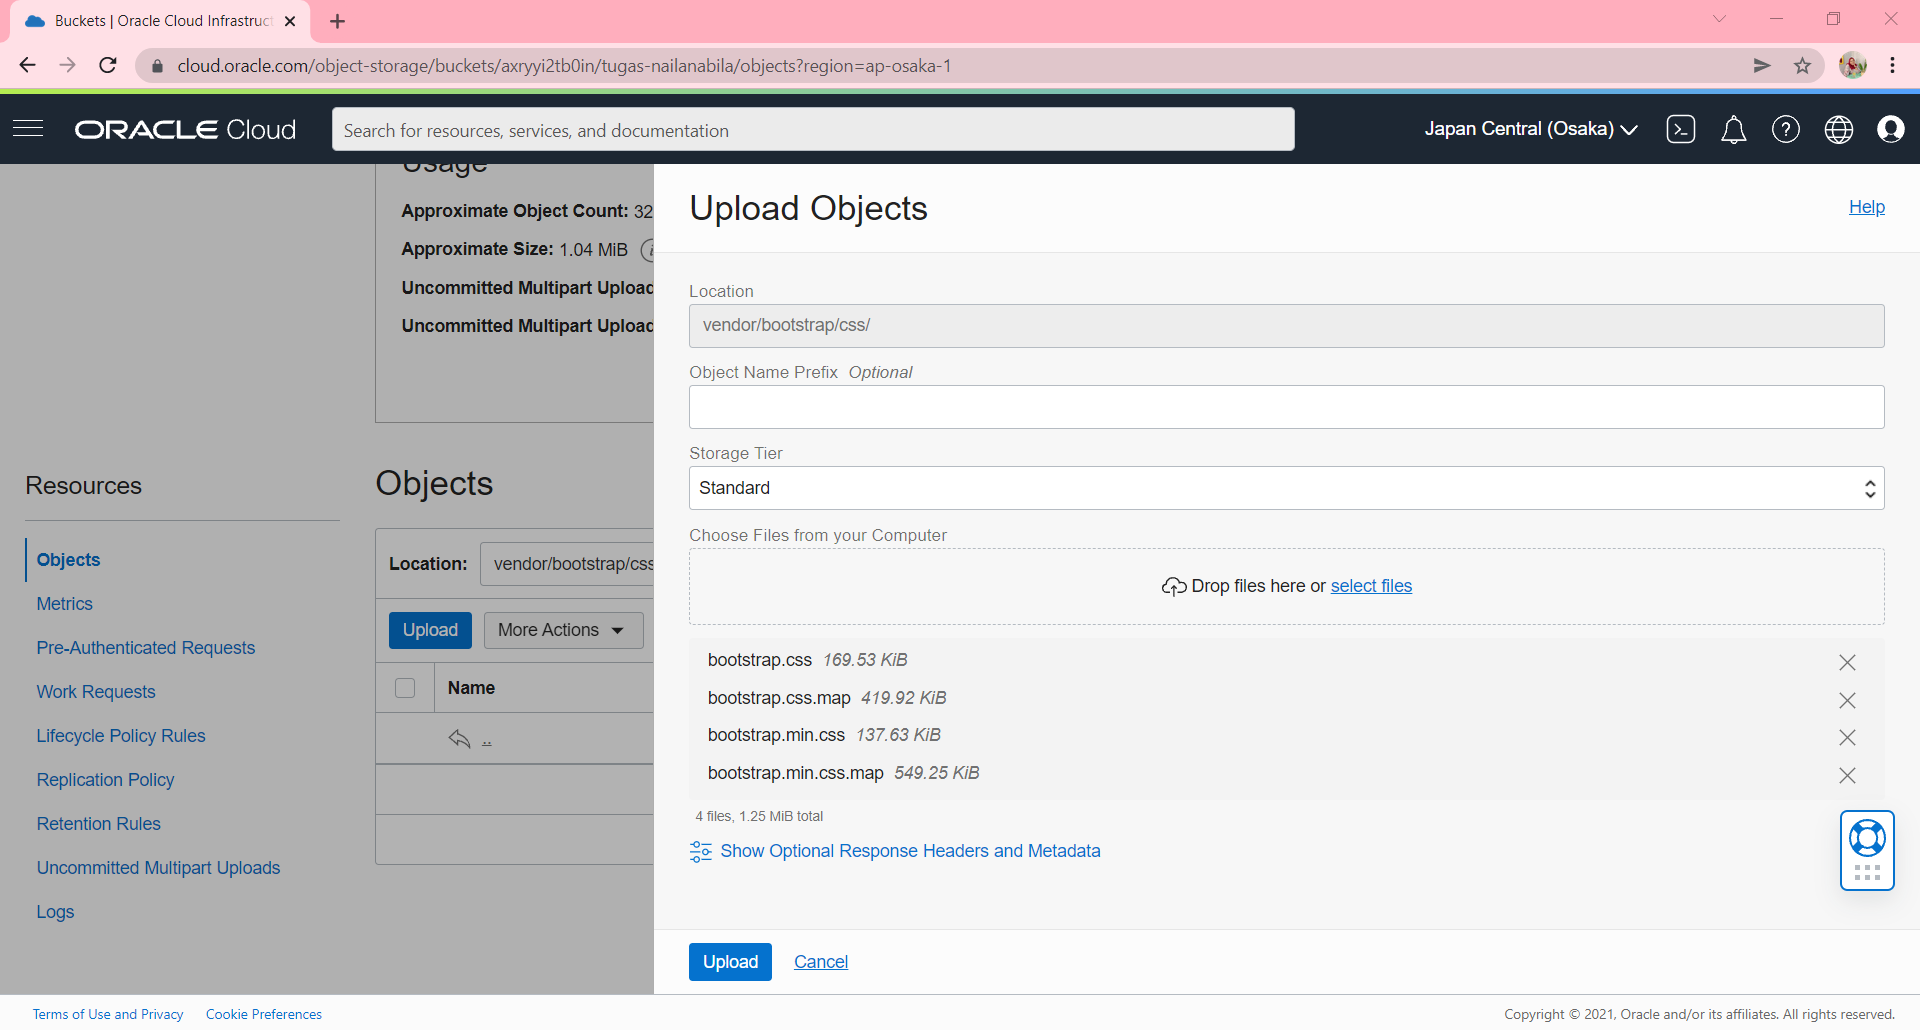 Buckets | Oracle Cloud Infrastruct
cloud.oracle.com/object-storage/buckets/axryyi2tb0in/tugas-nailanabila/objects?region=ap-osaka-1
ORACLE Cloud
Search for resources, services, and documentation
Japan Central (Osaka)
Usage
Approximate Object Count: 32
Approximate Size: 1.04 MiB
Uncommitted Multipart Upload
Uncommitted Multipart Upload
Resources
Objects
Metrics
Pre-Authenticated Requests
Work Requests
Lifecycle Policy Rules
Replication Policy
Retention Rules
Uncommitted Multipart Uploads
Logs
Objects
Location: vendor/bootstrap/css
Upload More Actions
Name
..
Upload Objects
Help
Location
vendor/bootstrap/css/
Object Name Prefix Optional
Storage Tier
Standard
Choose Files from your Computer
Drop files here or select files
bootstrap.css 169.53 KiB
bootstrap.css.map 419.92 KiB
bootstrap.min.css 137.63 KiB
bootstrap.min.css.map 549.25 KiB
4 files, 1.25 MiB total
Show Optional Response Headers and Metadata
Upload Cancel
Terms of Use and Privacy Cookie Preferences
Copyright © 2021, Oracle and/or its affiliates. All rights reserved.